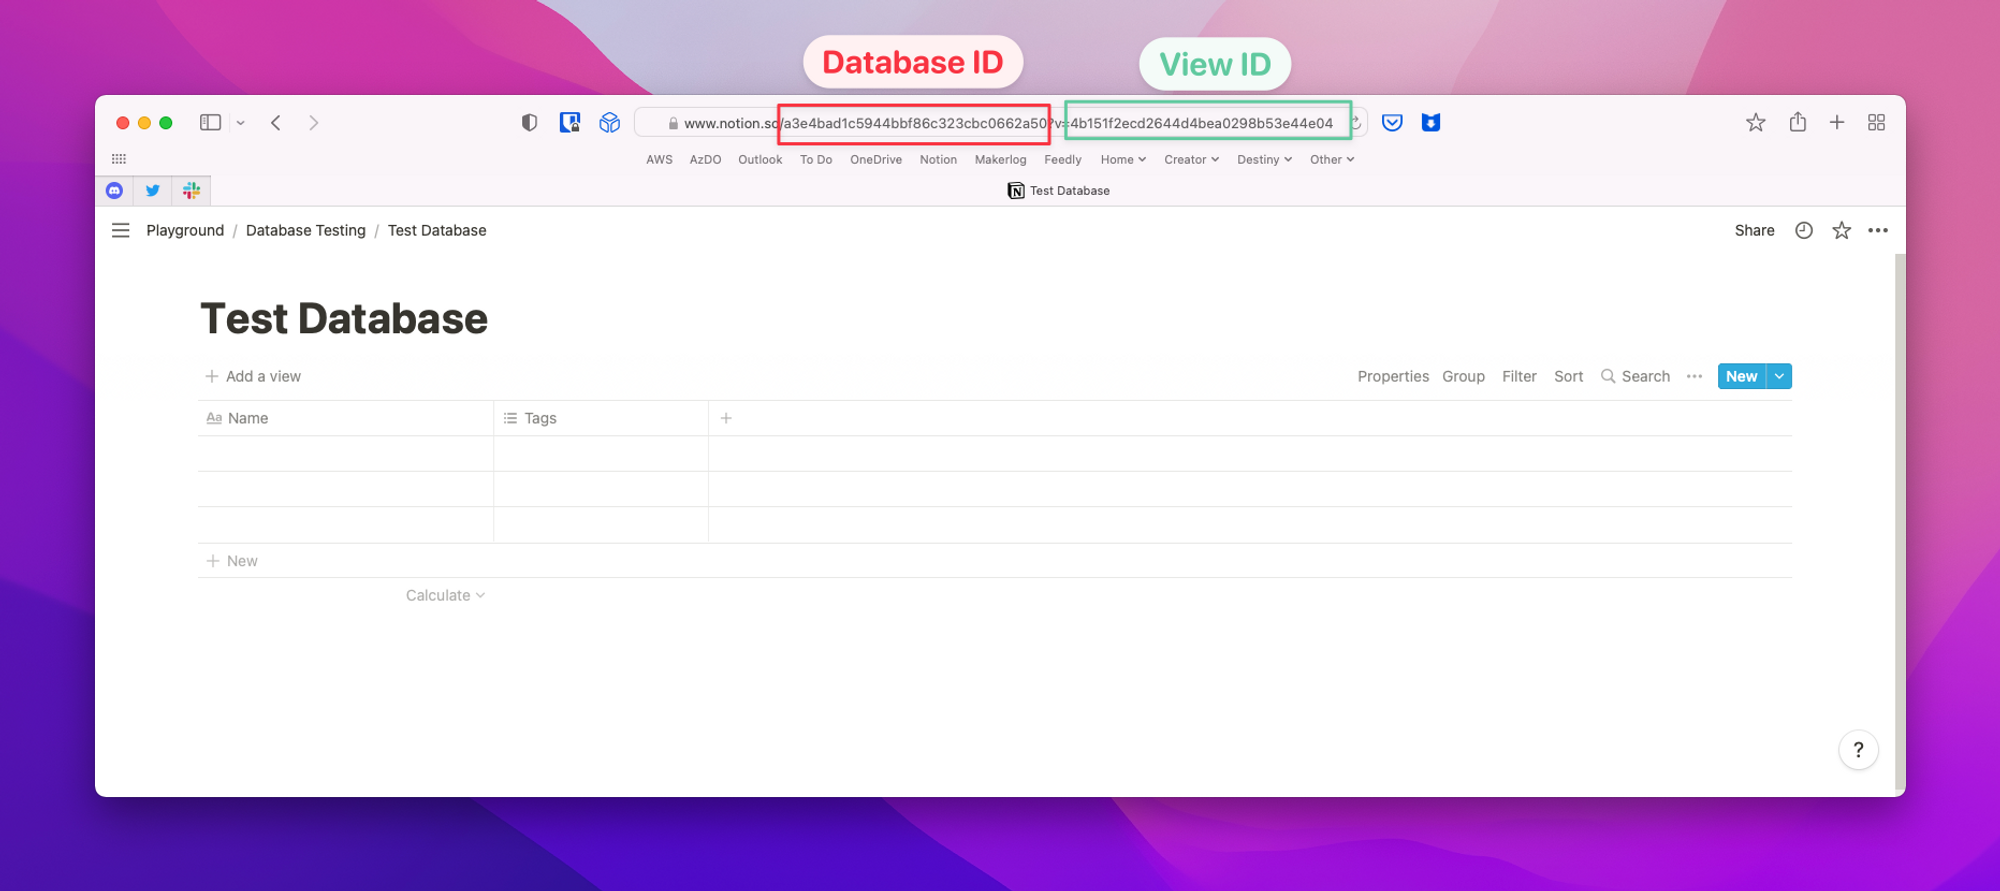 Database ID
View ID
www.notion.so/a3e4bad1c5944bbf86c323cbc0662a50?v=4b151f2ecd2644d4bea0298b53e44e04
AWS AzDO Outlook To Do OneDrive Notion Makerlog Feedly Home Creator Destiny Other
Test Database
Playground / Database Testing / Test Database
Share
Test Database
+ Add a view
Properties Group Filter Sort Search ••• New
Aa Name Tags +
+ New
Calculate
?